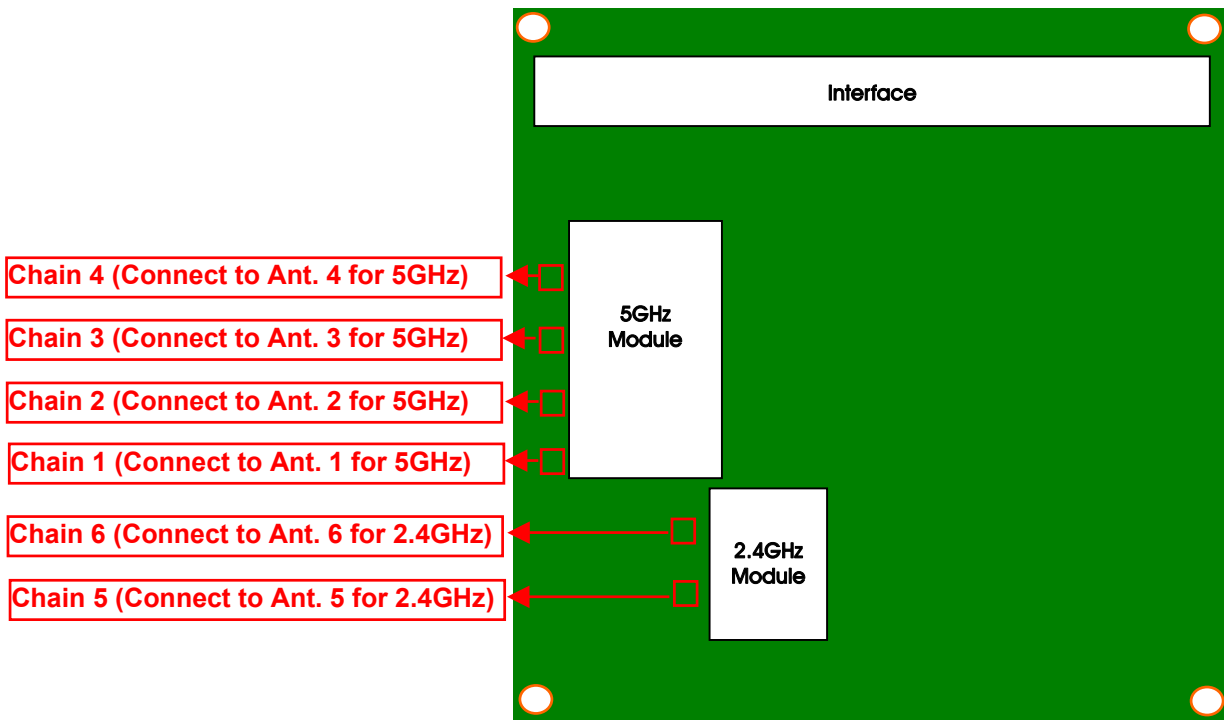 Interface
Chain 4 (Connect to Ant. 4 for 5GHz)
Chain 3 (Connect to Ant. 3 for 5GHz)
Chain 2 (Connect to Ant. 2 for 5GHz)
Chain 1 (Connect to Ant. 1 for 5GHz)
5GHz
Module
Chain 6 (Connect to Ant. 6 for 2.4GHz)
Chain 5 (Connect to Ant. 5 for 2.4GHz)
2.4GHz
Module